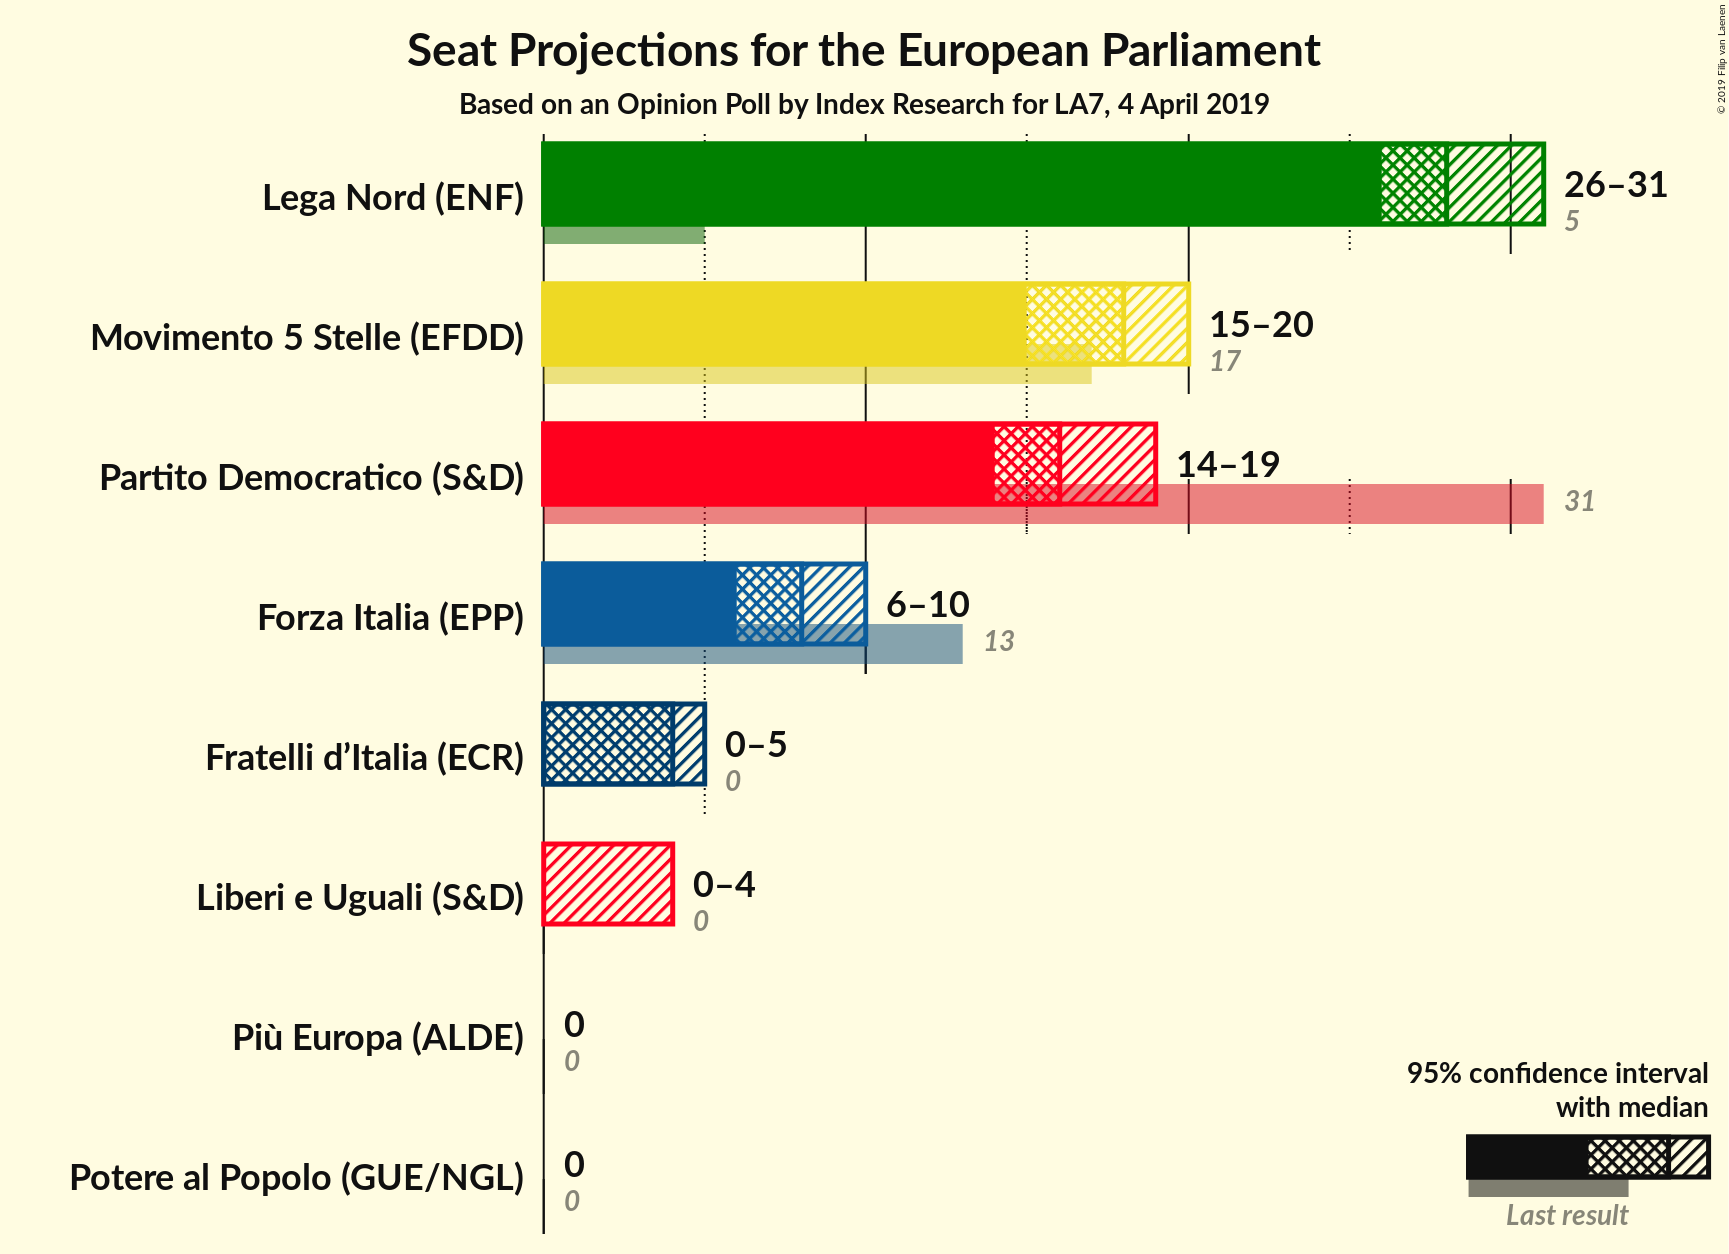 Seat Projections for the European Parliament
Based on an Opinion Poll by Index Research for LA7, 4 April 2019
© 2019 Filip van Laenen
Lega Nord (ENF)
26–31
5
Movimento 5 Stelle (EFDD)
15–20
17
Partito Democratico (S&D)
14–19
31
Forza Italia (EPP)
6–10
13
Fratelli d’Italia (ECR)
0–5
0
Liberi e Uguali (S&D)
0–4
0
Più Europa (ALDE)
0
0
Potere al Popolo (GUE/NGL)
0
0
95% confidence interval
with median
Last result